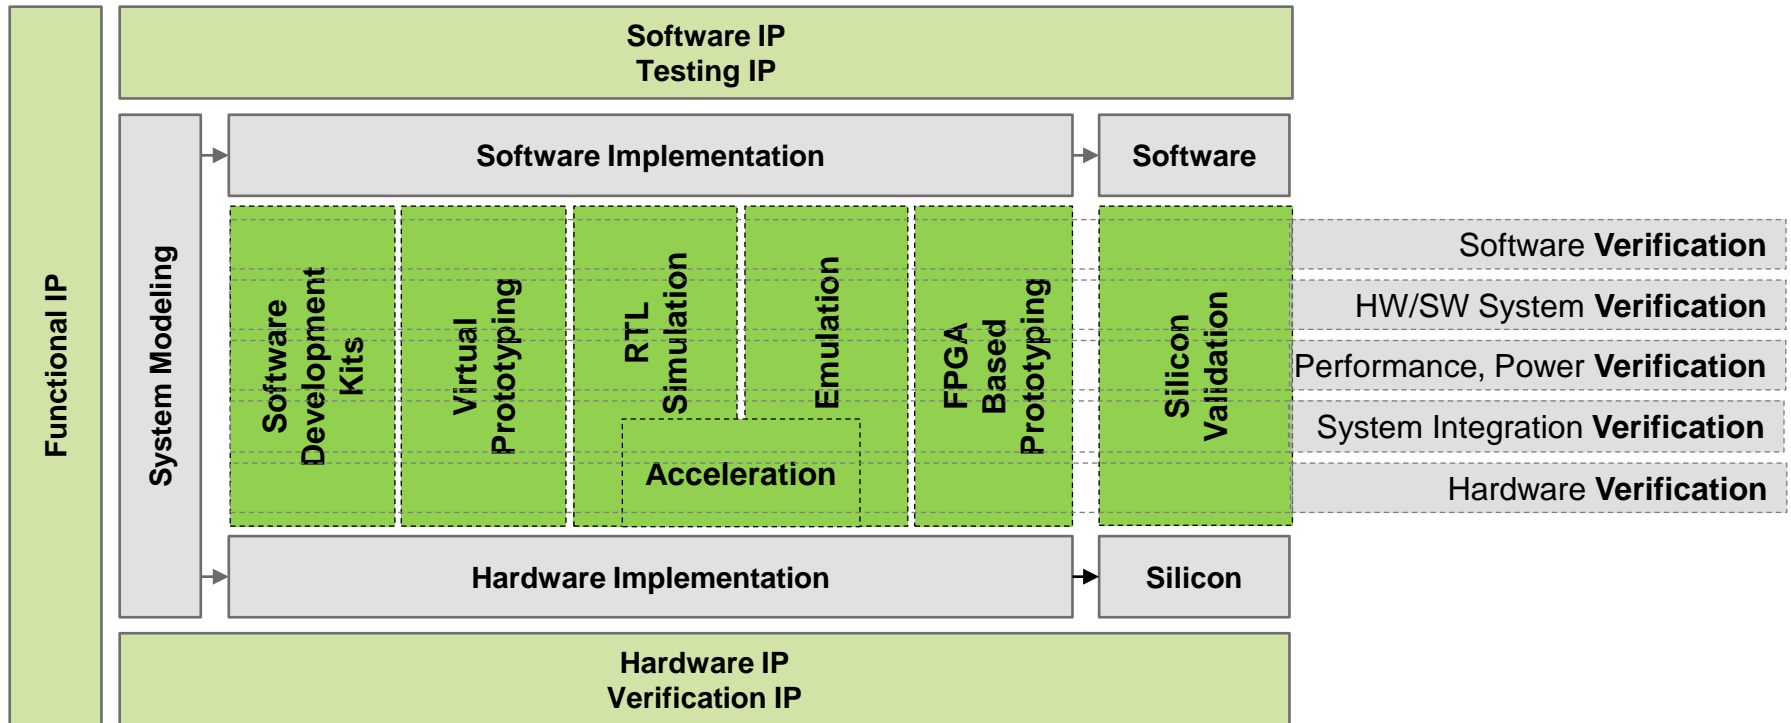 Software IP
Testing IP
Functional IP
System Modeling
Software Implementation
Software
Software
Development
Kits
Virtual
Prototyping
RTL
Simulation
Emulation
Acceleration
FPGA
Based
Prototyping
Silicon
Validation
Software Verification
HW/SW System Verification
Performance, Power Verification
System Integration Verification
Hardware Verification
Hardware Implementation
Silicon
Hardware IP
Verification IP